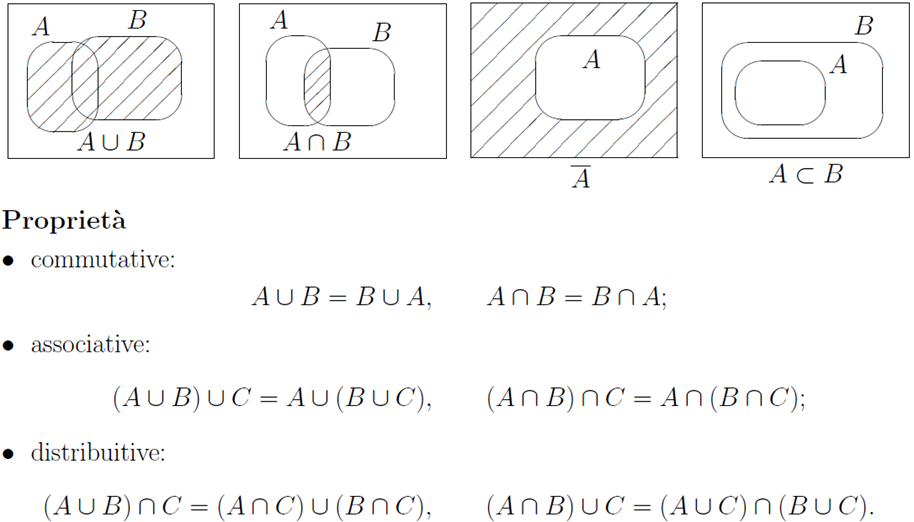 A B A B A B A
A ∪ B A ∩ B
A̅ A ⊂ B
Proprietà
• commutative:
A ∪ B = B ∪ A, A ∩ B = B ∩ A;
• associative:
(A ∪ B) ∪ C = A ∪ (B ∪ C), (A ∩ B) ∩ C = A ∩ (B ∩ C);
• distribuitive:
(A ∪ B) ∩ C = (A ∩ C) ∪ (B ∩ C), (A ∩ B) ∪ C = (A ∪ C) ∩ (B ∪ C).